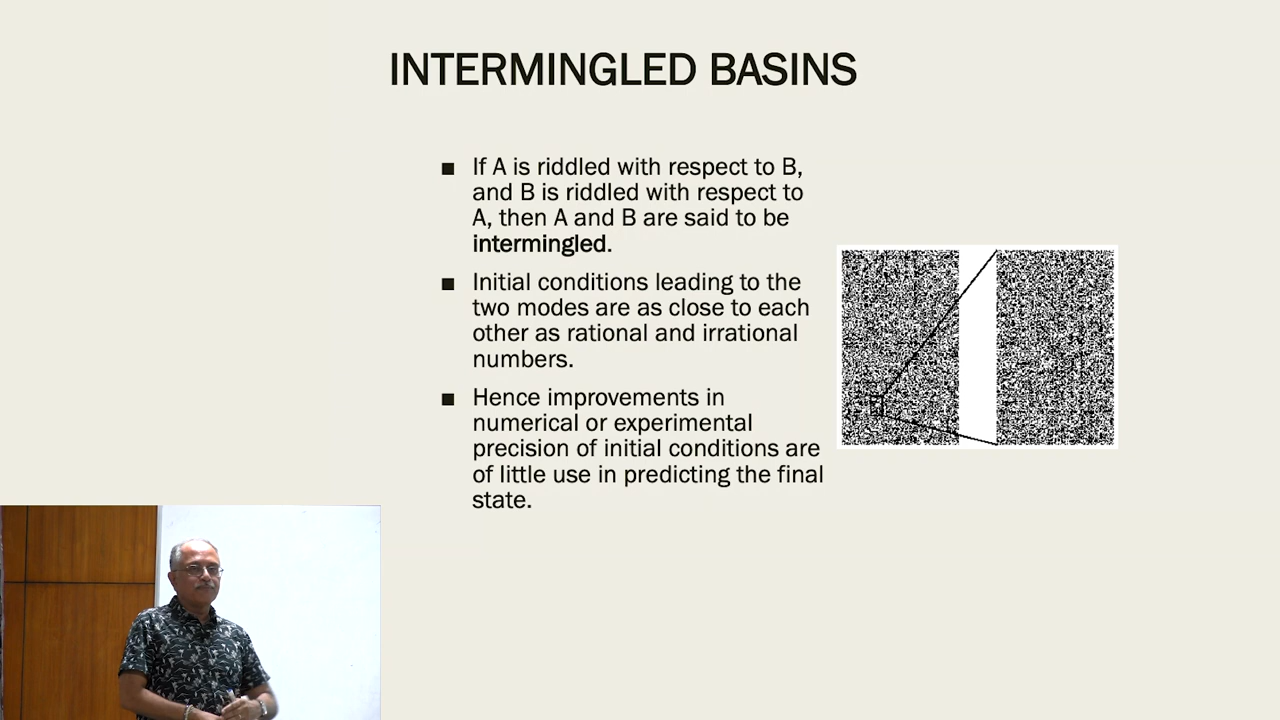 INTERMINGLED BASINS
■ If A is riddled with respect to B,
and B is riddled with respect to
A, then A and B are said to be
intermingled.
■ Initial conditions leading to the
two modes are as close to each
other as rational and irrational
numbers.
■ Hence improvements in
numerical or experimental
precision of initial conditions are
of little use in predicting the final
state.